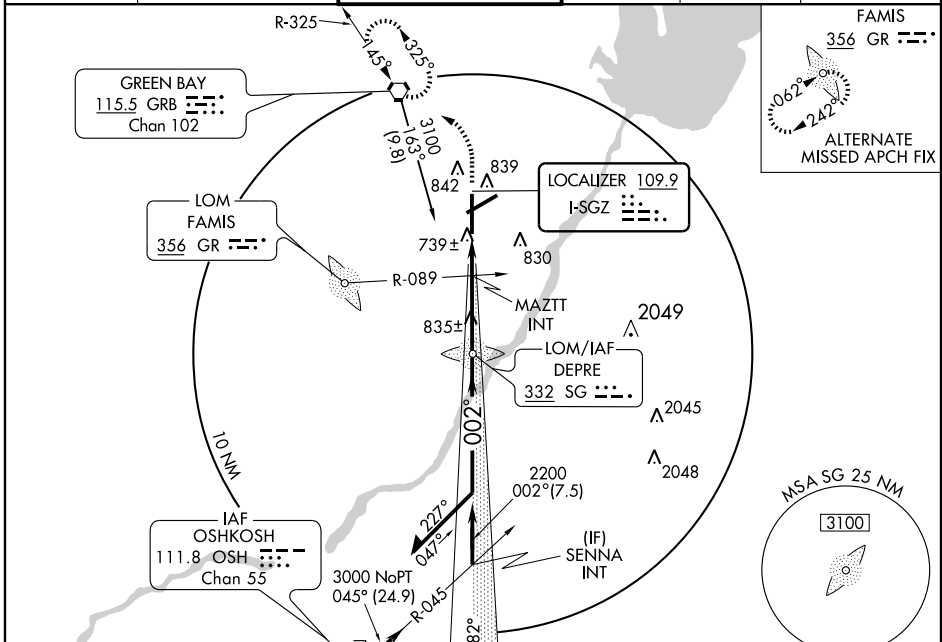 R-325
145°
325°
GREEN BAY
115.5 GRB
Chan 102
3100
163°
(9.8)
842
839
LOCALIZER 109.9
I-SGZ
FAMIS
356 GR
062°
242°
ALTERNATE
MISSED APCH FIX
LOM
FAMIS
356 GR
739±
830
R-089
MAZTT
INT
835±
2049
LOM/IAF
DEPRE
332 SG
002°
2045
2048
10 NM
2200
002° (7.5)
227°
047°
(IF)
SENNA
INT
IAF
OSHKOSH
111.8 OSH
Chan 55
3000 NoPT
045° (24.9)
R-045
MSA SG 25 NM
3100